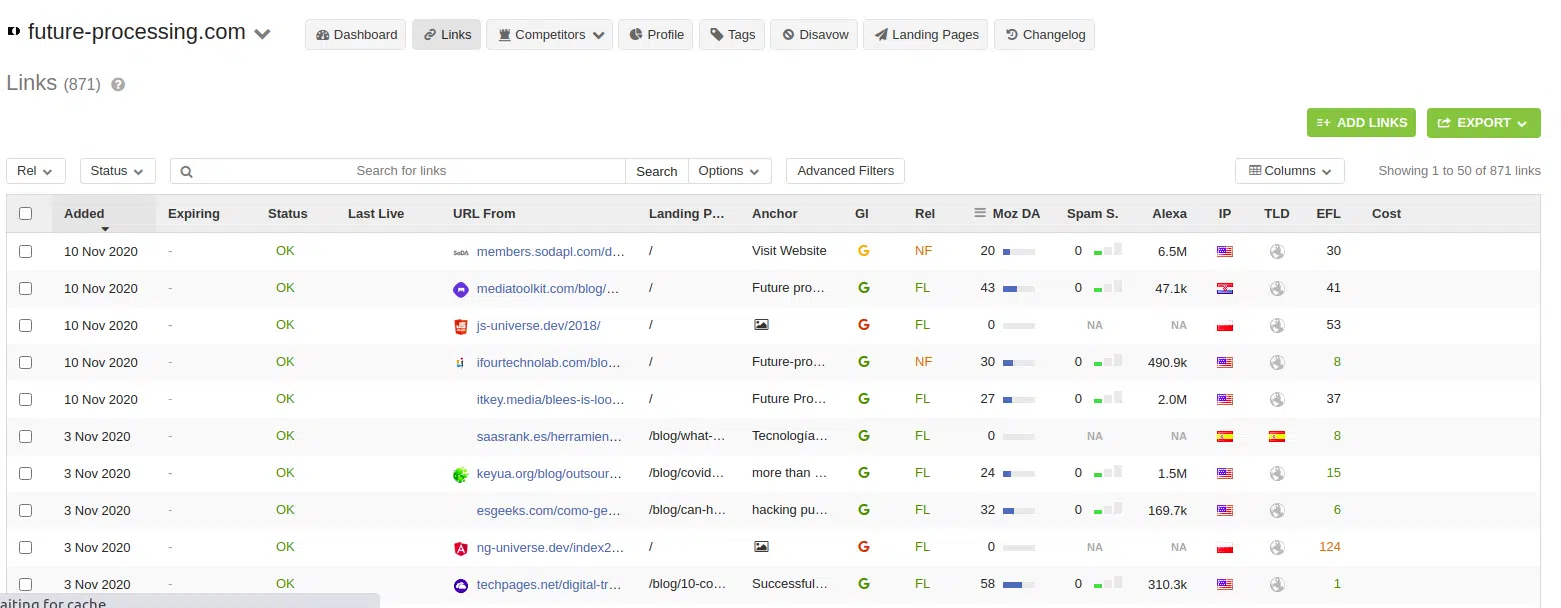 future-processing.com Dashboard Links Competitors Profile Tags Disavow Landing Pages Changelog
Links (871) ?
ADD LINKS EXPORT
Rel Status Search for links Search Options Advanced Filters Columns Showing 1 to 50 of 871 links
Added Expiring Status Last Live URL From Landing P… Anchor GI Rel Moz DA Spam S. Alexa IP TLD EFL Cost
10 Nov 2020 - OK SoDA members.sodapl.com/d… / Visit Website G NF 20 0 6.5M 30
10 Nov 2020 - OK mediatoolkit.com/blog/… / Future pro… G FL 43 0 47.1k 41
10 Nov 2020 - OK js-universe.dev/2018/ / G FL 0 NA NA 53
10 Nov 2020 - OK ifourtechnolab.com/blo… / Future-pro… G NF 30 0 490.9k 8
10 Nov 2020 - OK itkey.media/blees-is-loo… / Future Pro… G FL 27 0 2.0M 37
3 Nov 2020 - OK saasrank.es/herramien… /blog/what-… Tecnología… G FL 0 NA NA 8
3 Nov 2020 - OK keyua.org/blog/outsour… /blog/covid… more than … G FL 24 0 1.5M 15
3 Nov 2020 - OK esgeeks.com/como-ge… /blog/can-h… hacking pu… G FL 32 0 169.7k 6
3 Nov 2020 - OK ng-universe.dev/index2… / G FL 0 NA NA 124
3 Nov 2020 - OK techpages.net/digital-tr… /blog/10-co… Successful… G FL 58 0 310.3k 1
aiting for cache